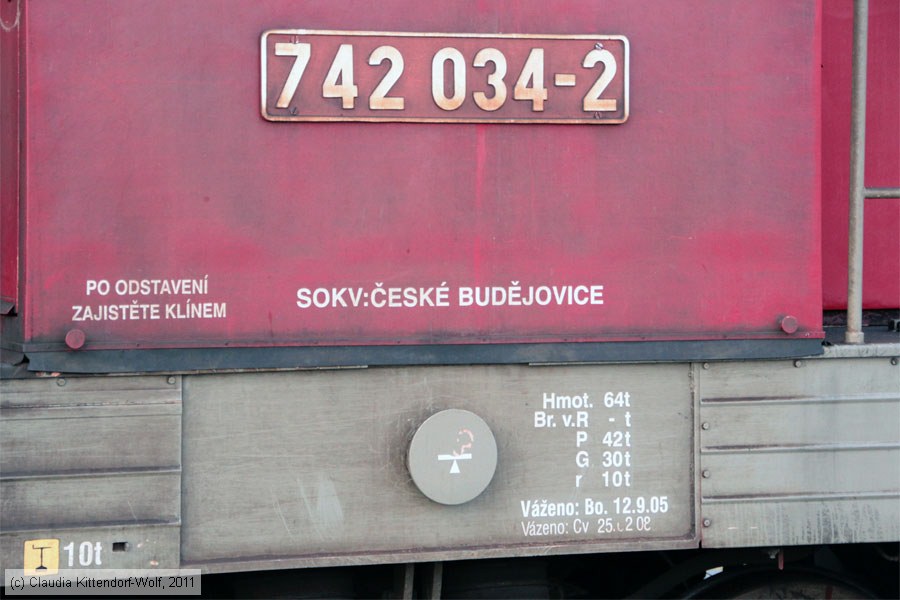 742 034-2
PO ODSTAVENÍ
ZAJISTĚTE KLÍNEM
SOKV:ČESKÉ BUDĚJOVICE
Hmot. 64t
Br. v.R - t
P 42t
G 30t
r 10t
Váženo: Bo. 12.9.05
Vázeno: Cv
10t
(c) Claudia Kittendorf-Wolf, 2011